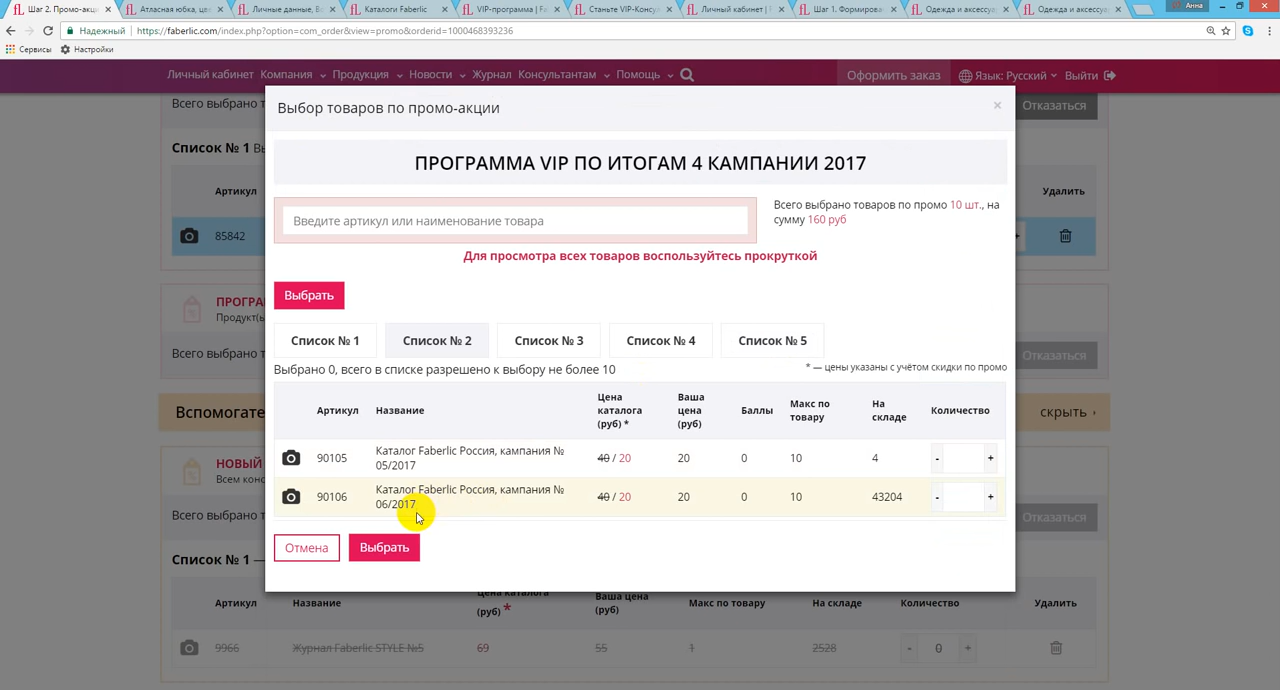 Шаг 2. Промо-акц
Атласная юбка, цв
Личные данные, В
Каталоги Faberlic
VIP-программа | Fa
Станьте VIP-Консу
Личный кабинет | F
Шаг 1. Формирова
Одежда и аксессуа
Одежда и аксессуа
Анна
Надежный https://faberlic.com/index.php?option=com_order&view=promo&orderid=1000468393236
Сервисы Настройки
Личный кабинет Компания Продукция Новости Журнал Консультантам Помощь Оформить заказ Язык: Русский Выйти
Всего выбрано т Отказаться
Выбор товаров по промо-акции ×
Список № 1 Вы
ПРОГРАММА VIP ПО ИТОГАМ 4 КАМПАНИИ 2017
Артикул Удалить
Введите артикул или наименование товара
Всего выбрано товаров по промо 10 шт., на
сумму 160 руб
85842 +
Для просмотра всех товаров воспользуйтесь прокруткой
Выбрать
ПРОГРА
Продукт(ы
Список № 1 Список № 2 Список № 3 Список № 4 Список № 5
Всего выбрано т Отказаться
Выбрано 0, всего в списке разрешено к выбору не более 10
* — цены указаны с учётом скидки по промо
Артикул Название Цена каталога (руб) * Ваша цена (руб) Баллы Макс по товару На складе Количество
Вспомогате скрыть ›
90105 Каталог Faberlic Россия, кампания № 05/2017 40 / 20 20 0 10 4 - +
НОВЫЙ
Всем конс
90106 Каталог Faberlic Россия, кампания № 06/2017 40 / 20 20 0 10 43204 - +
Всего выбрано т Отказаться
Отмена Выбрать
Список № 1 —
Артикул Название Цена каталога (руб) * Ваша цена (руб) Макс по товару На складе Количество Удалить
9966 Журнал Faberlic STYLE №5 69 55 1 2528 - 0 +